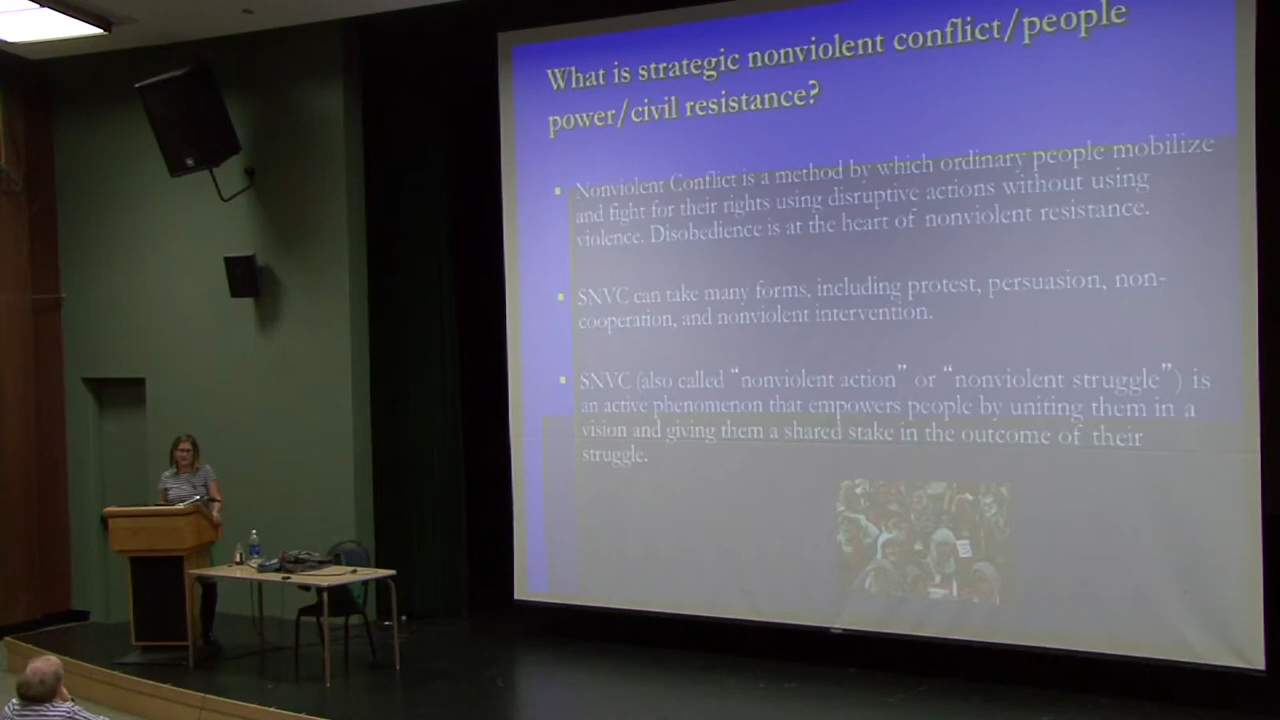 What is strategic nonviolent conflict/people
power/civil resistance?
Nonviolent Conflict is a method by which ordinary people mobilize
and fight for their rights using disruptive actions without using
violence. Disobedience is at the heart of nonviolent resistance.
SNVC can take many forms, including protest, persuasion, non-
cooperation, and nonviolent intervention.
SNVC (also called “nonviolent action” or “nonviolent struggle”) is
an active phenomenon that empowers people by uniting them in a
vision and giving them a shared stake in the outcome of their
struggle.